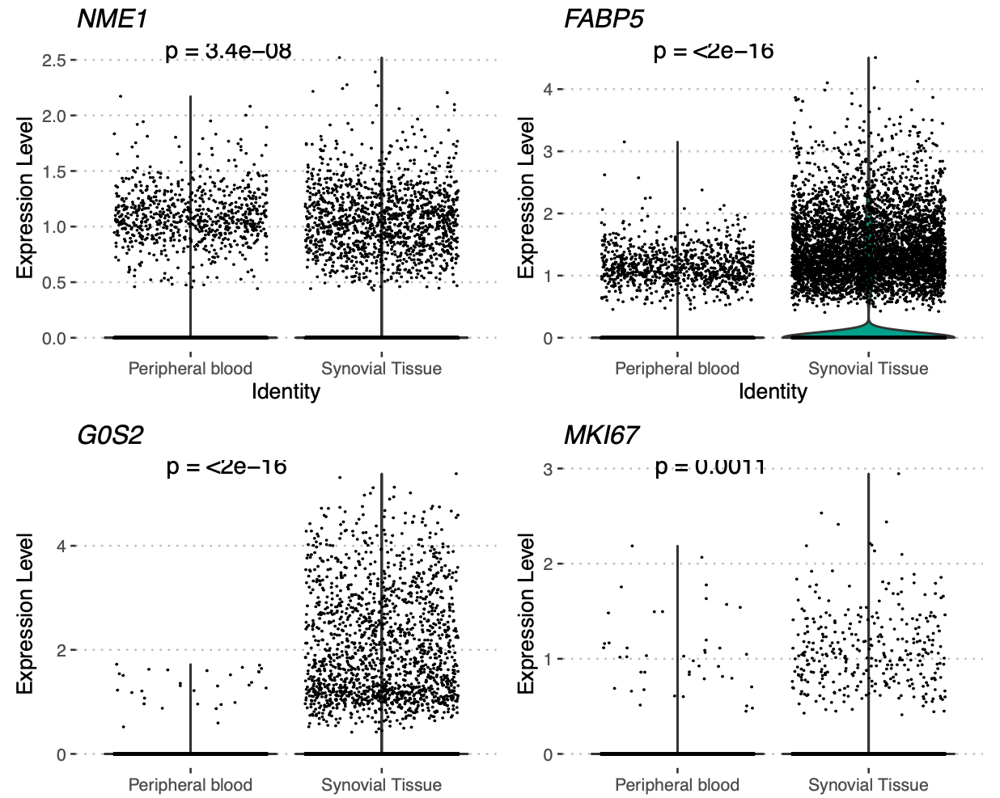 NME1
p = 3.4e−08
Expression Level
2.5
2.0
1.5
1.0
0.5
0.0
Peripheral blood
Synovial Tissue
Identity
FABP5
p = <2e−16
Expression Level
4
3
2
1
0
Peripheral blood
Synovial Tissue
Identity
G0S2
p = <2e−16
Expression Level
4
2
0
Peripheral blood
Synovial Tissue
MKI67
p = 0.0011
Expression Level
3
2
1
0
Peripheral blood
Synovial Tissue